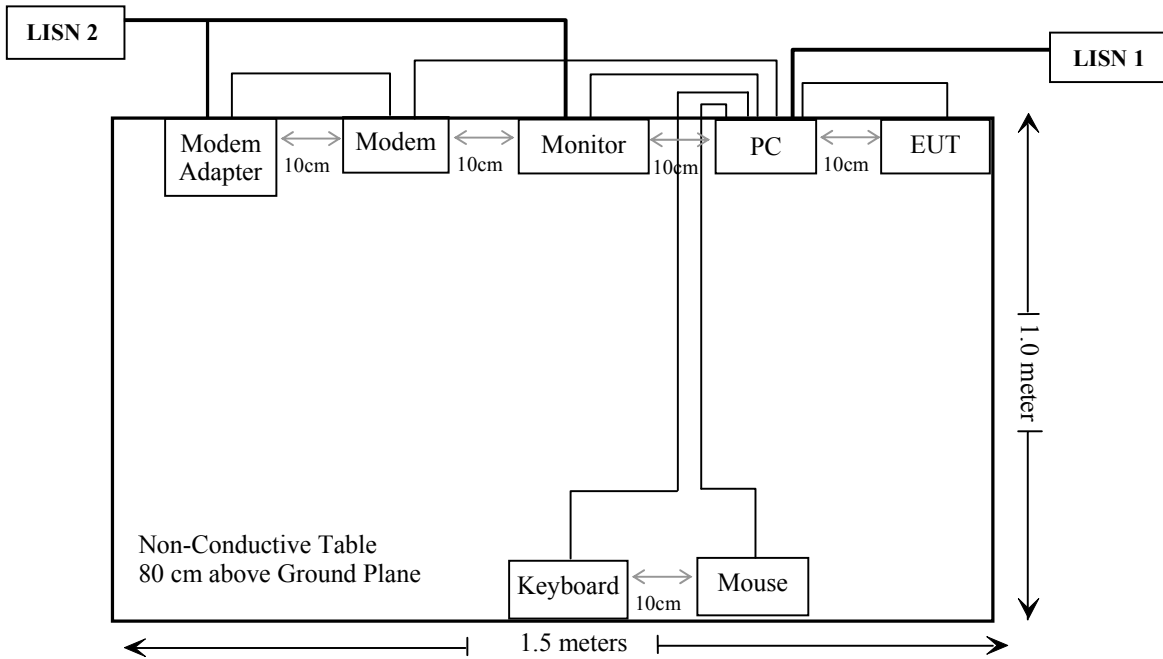 LISN 2
LISN 1
Modem
Adapter
Modem
Monitor
PC
EUT
10cm
10cm
10cm
10cm
1.0 meter
Non-Conductive Table
80 cm above Ground Plane
Keyboard
Mouse
10cm
1.5 meters